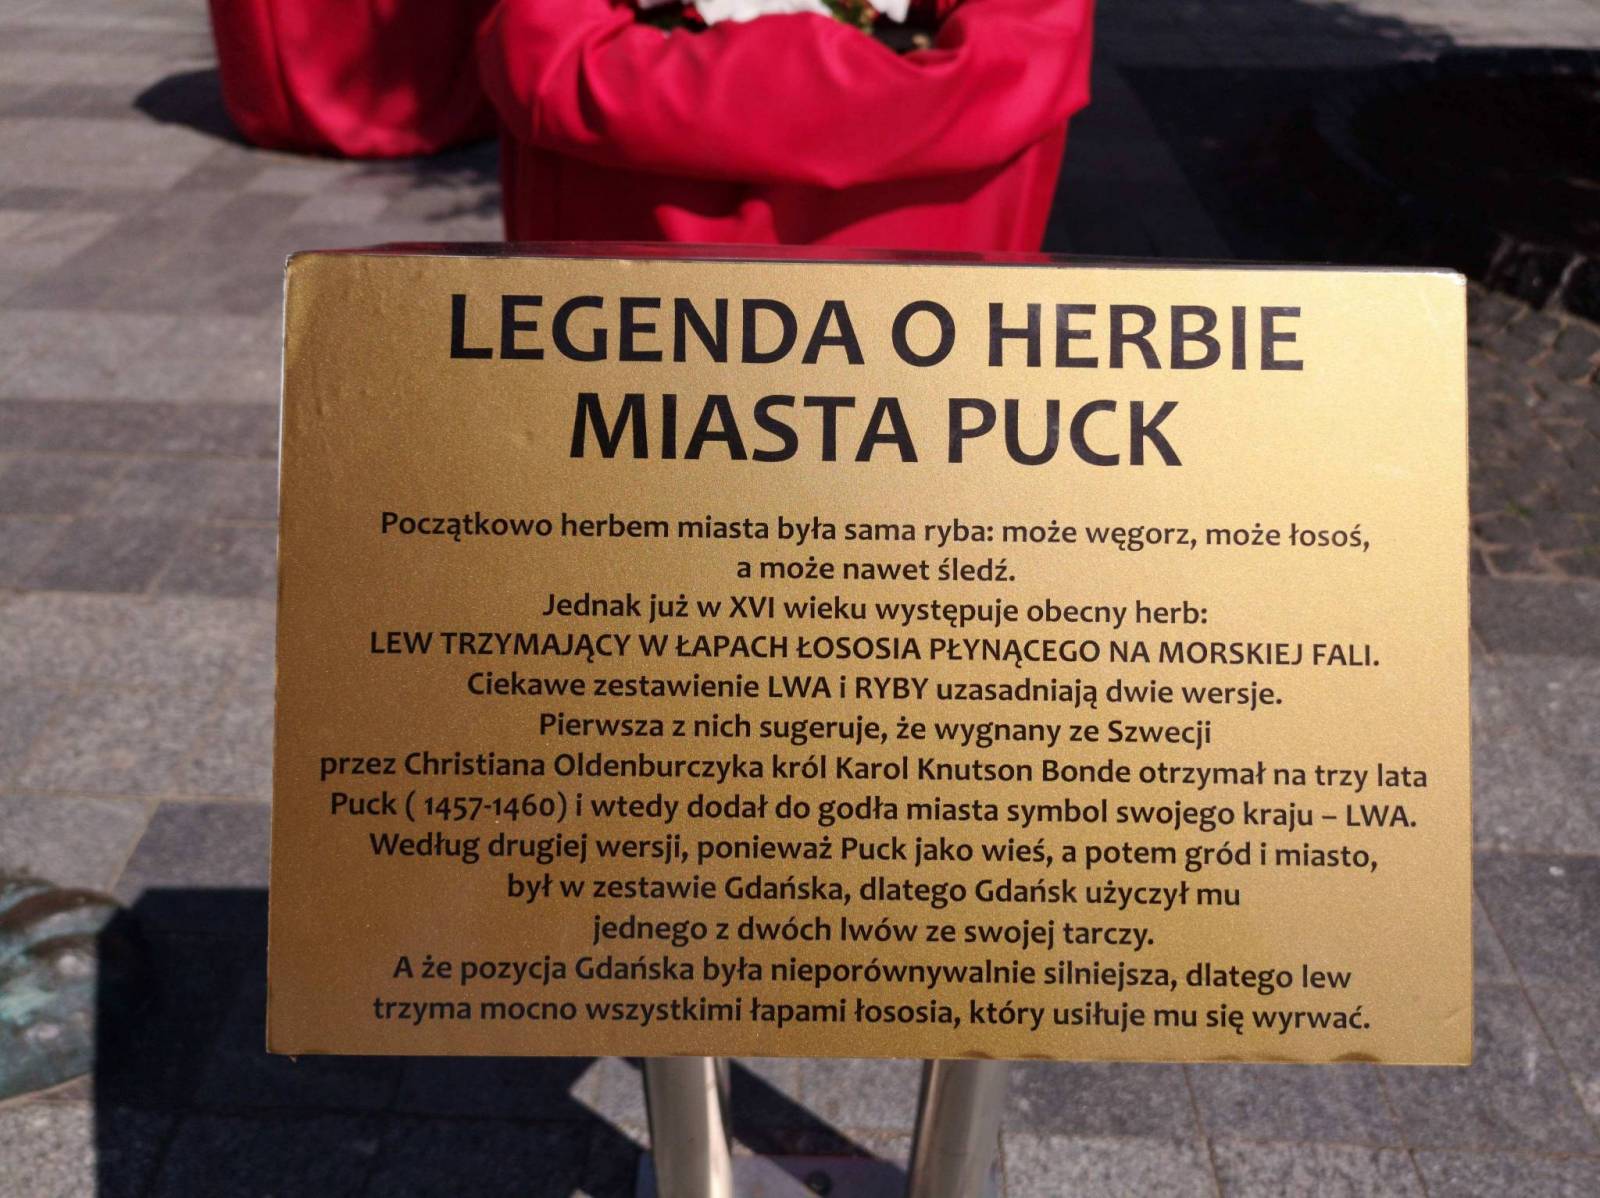 LEGENDA O HERBIE
MIASTA PUCK
Początkowo herbem miasta była sama ryba: może węgorz, może łosoś,
a może nawet śledź.
Jednak już w XVI wieku występuje obecny herb:
LEW TRZYMAJĄCY W ŁAPACH ŁOSOSIA PŁYNĄCEGO NA MORSKIEJ FALI.
Ciekawe zestawienie LWA i RYBY uzasadniają dwie wersje.
Pierwsza z nich sugeruje, że wygnany ze Szwecji
przez Christiana Oldenburczyka król Karol Knutson Bonde otrzymał na trzy lata
Puck ( 1457-1460) i wtedy dodał do godła miasta symbol swojego kraju – LWA.
Według drugiej wersji, ponieważ Puck jako wieś, a potem gród i miasto,
był w zestawie Gdańska, dlatego Gdańsk użyczył mu
jednego z dwóch lwów ze swojej tarczy.
A że pozycja Gdańska była nieporównywalnie silniejsza, dlatego lew
trzyma mocno wszystkimi łapami łososia, który usiłuje mu się wyrwać.